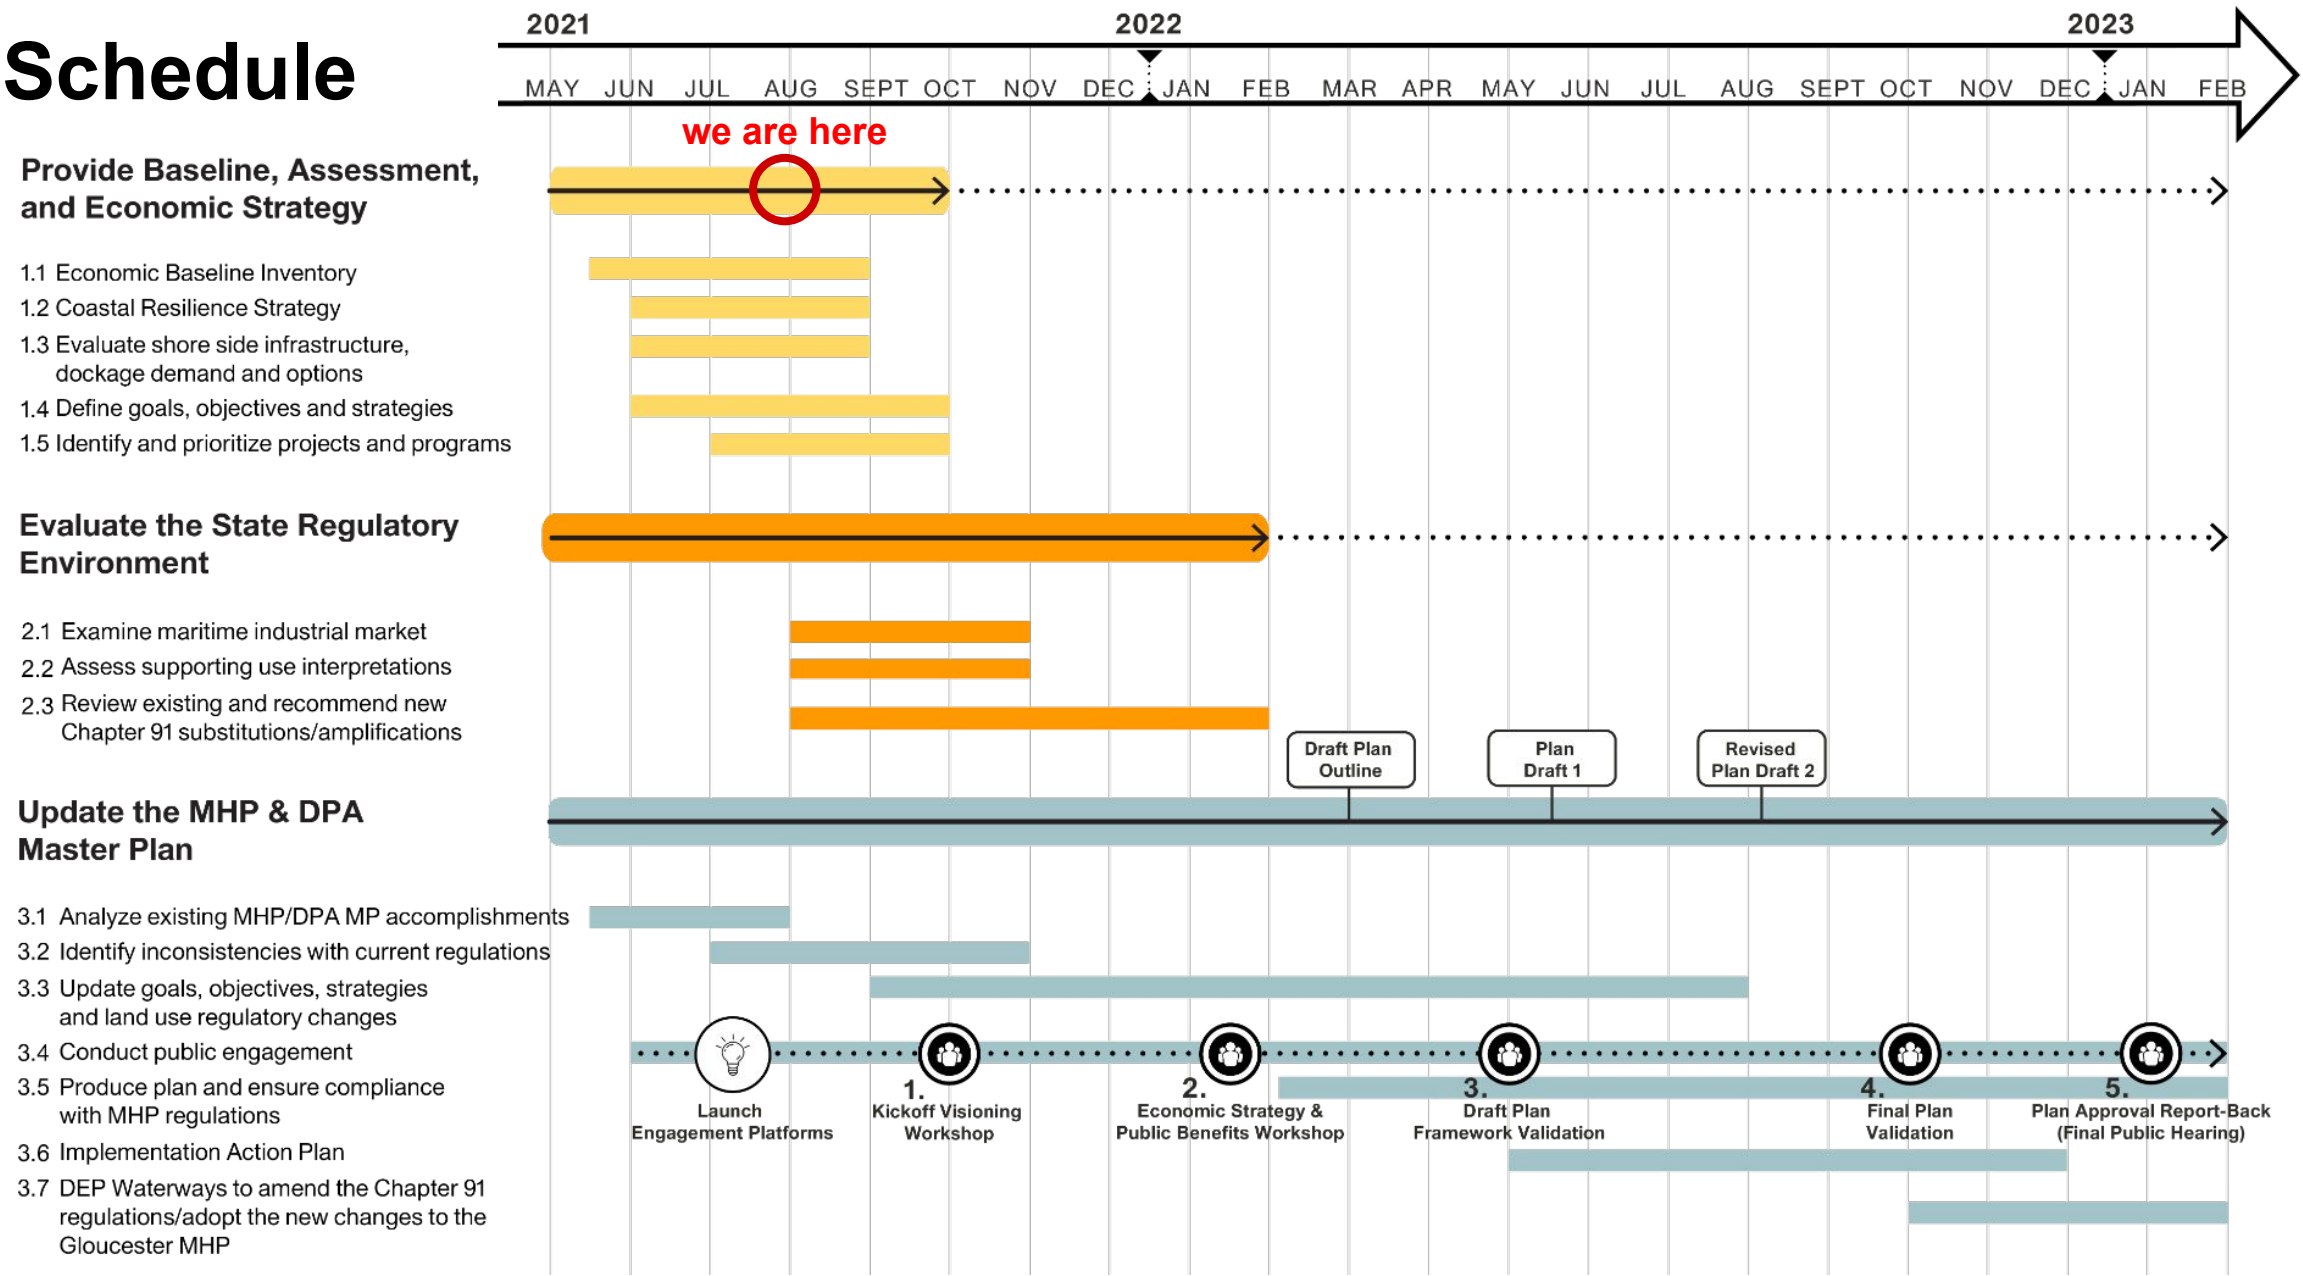 2021 2022 2023
Schedule
MAY JUN JUL AUG SEPT OCT NOV DEC JAN FEB MAR APR MAY JUN JUL AUG SEPT OCT NOV DEC JAN FEB
we are here
Provide Baseline, Assessment,
and Economic Strategy
1.1 Economic Baseline Inventory
1.2 Coastal Resilience Strategy
1.3 Evaluate shore side infrastructure,
dockage demand and options
1.4 Define goals, objectives and strategies
1.5 Identify and prioritize projects and programs
Evaluate the State Regulatory
Environment
2.1 Examine maritime industrial market
2.2 Assess supporting use interpretations
2.3 Review existing and recommend new
Chapter 91 substitutions/amplifications
Draft Plan
Outline
Plan
Draft 1
Revised
Plan Draft 2
Update the MHP & DPA
Master Plan
3.1 Analyze existing MHP/DPA MP accomplishments
3.2 Identify inconsistencies with current regulations
3.3 Update goals, objectives, strategies
and land use regulatory changes
3.4 Conduct public engagement
3.5 Produce plan and ensure compliance
with MHP regulations
3.6 Implementation Action Plan
3.7 DEP Waterways to amend the Chapter 91
regulations/adopt the new changes to the
Gloucester MHP
Launch
Engagement Platforms
1.
Kickoff Visioning
Workshop
2.
Economic Strategy &
Public Benefits Workshop
3.
Draft Plan
Framework Validation
4.
Final Plan
Validation
5.
Plan Approval Report-Back
(Final Public Hearing)